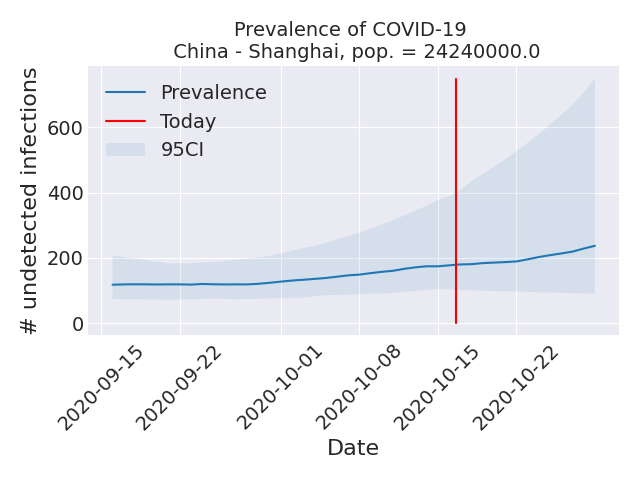 Prevalence of COVID-19
China - Shanghai, pop. = 24240000.0
Prevalence
Today
95CI
# undetected infections
600
400
200
0
2020-09-15
2020-09-22
2020-10-01
2020-10-08
2020-10-15
2020-10-22
Date